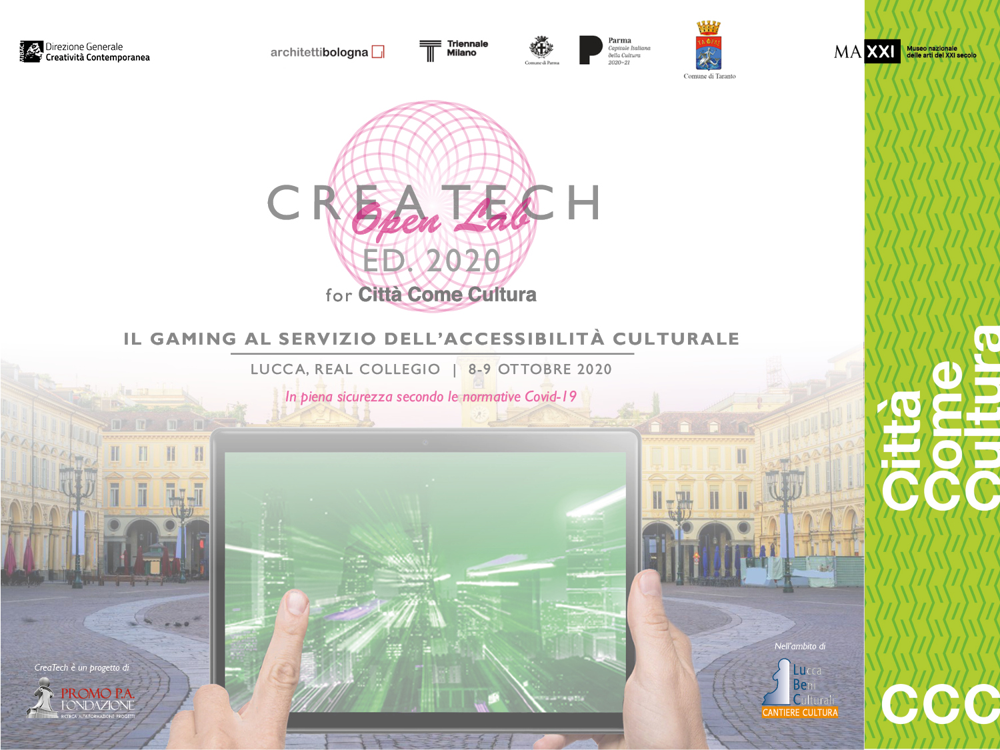 MiBACT
Direzione Generale
Creatività Contemporanea
architettibologna
Triennale
Milano
Comune di Parma
P
Parma
Capitale Italiana
della Cultura
2020+21
Comune di Taranto
MAXXI
Museo nazionale
delle arti del XXI secolo
CREATECH
Open Lab
ED. 2020
for Città Come Cultura
IL GAMING AL SERVIZIO DELL'ACCESSIBILITÀ CULTURALE
LUCCA, REAL COLLEGIO | 8-9 OTTOBRE 2020
In piena sicurezza secondo le normative Covid-19
CreaTech è un progetto di
PROMO P.A.
FONDAZIONE
RICERCA ALTA FORMAZIONE PROGETTI
Nell'ambito di
Lucca
Beni
Culturali
CANTIERE CULTURA
Città
Come
Cultura
CCC